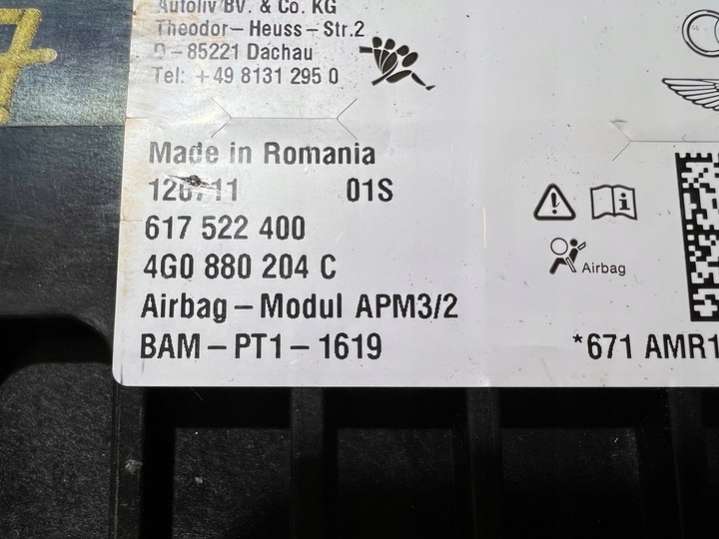 Autoliv BV. & Co. KG
Theodor-Heuss-Str.2
D-85221 Dachau
Tel: +49 8131 295 0
7
Made in Romania
01S
617 522 400
4G0 880 204 C
Airbag-Modul APM3/2
BAM-PT1-1619
Airbag
*671 AMR1